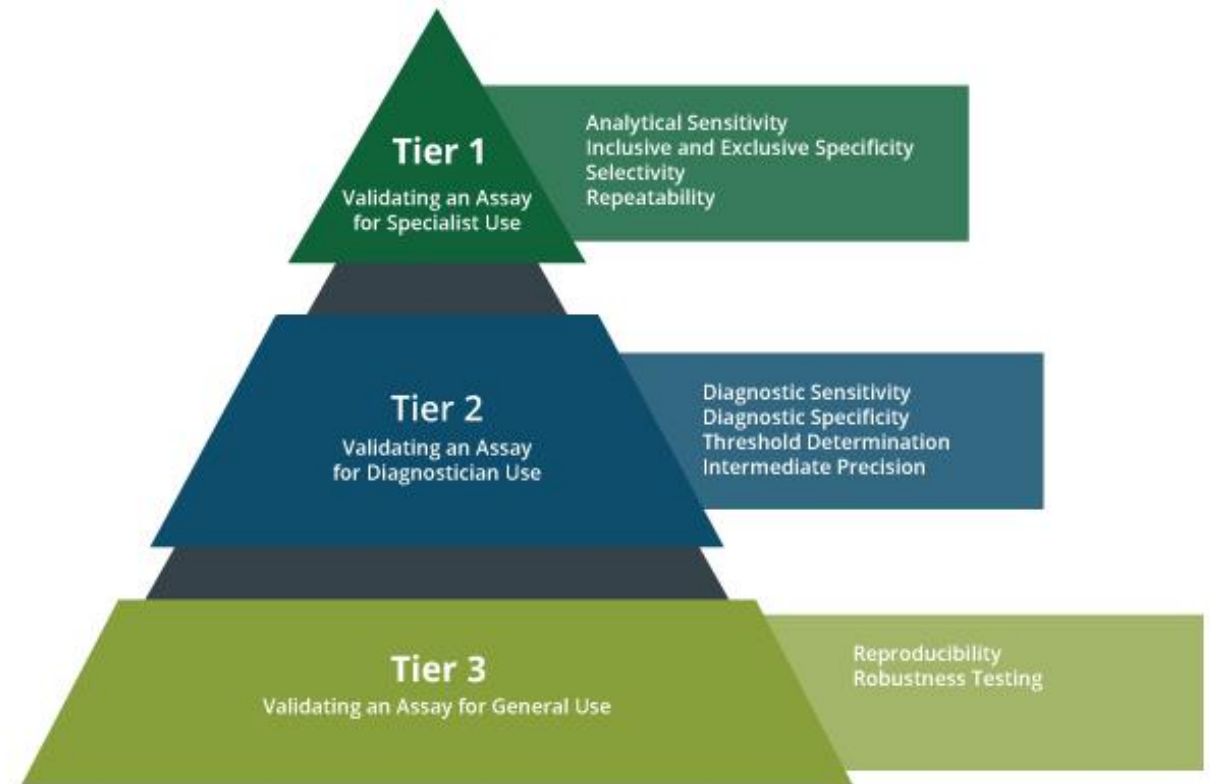 Tier 1
Validating an Assay
for Specialist Use
Analytical Sensitivity
Inclusive and Exclusive Specificity
Selectivity
Repeatability
Tier 2
Validating an Assay
for Diagnostician Use
Diagnostic Sensitivity
Diagnostic Specificity
Threshold Determination
Intermediate Precision
Tier 3
Validating an Assay for General Use
Reproducibility
Robustness Testing